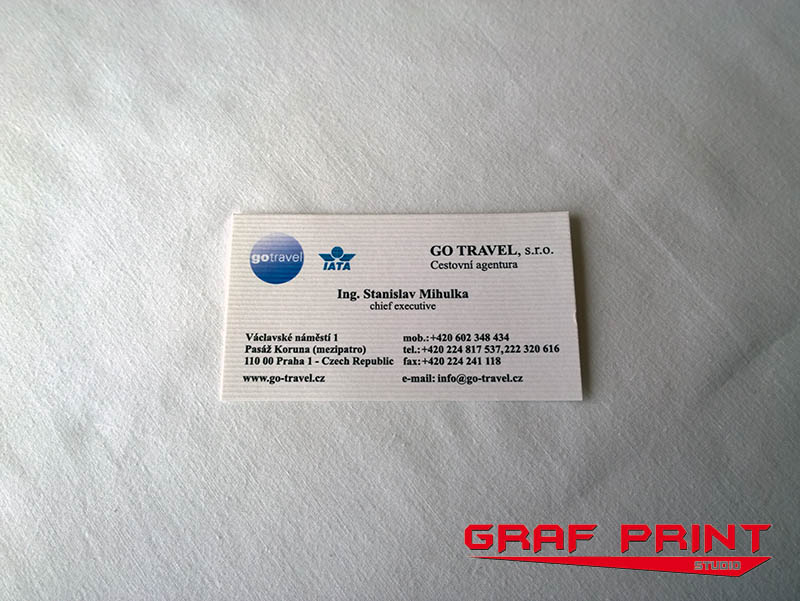 gotravel
IATA
GO TRAVEL, s.r.o.
Cestovní agentura
Ing. Stanislav Mihulka
chief executive
Václavské náměstí 1
Pasáž Koruna (mezipatro)
110 00 Praha 1 - Czech Republic
www.go-travel.cz
mob.:+420 602 348 434
tel.:+420 224 817 537,222 320 616
fax:+420 224 241 118
e-mail: info@go-travel.cz
GRAF PRINT
STUDIO